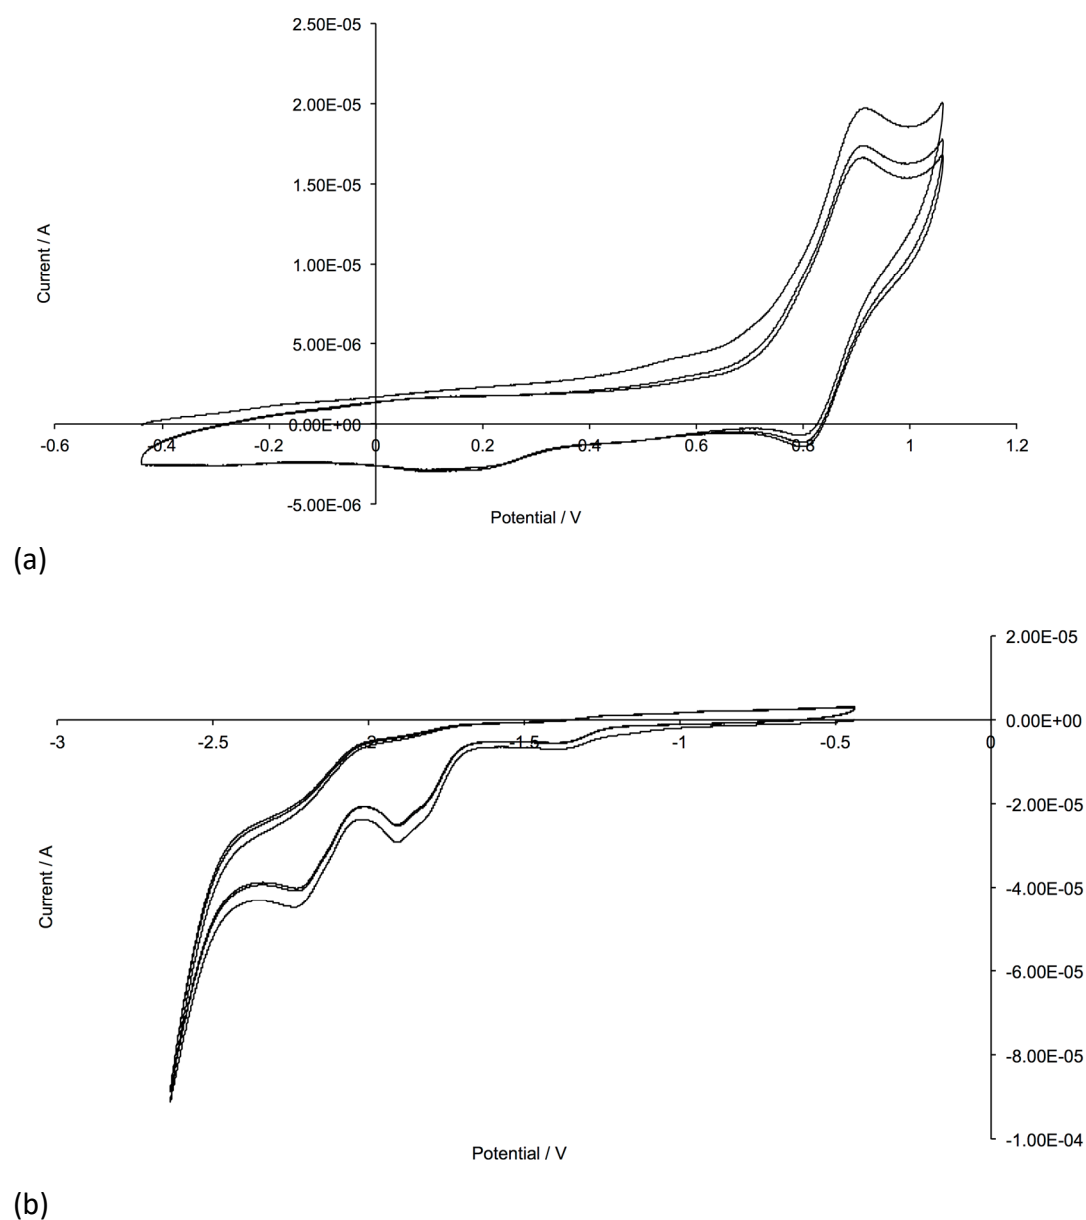 2.50E-05
2.00E-05
1.50E-05
1.00E-05
5.00E-06
0.00E+00
-5.00E-06
Current / A
-0.6
-0.4
-0.2
0
0.2
0.4
0.6
0.8
1
1.2
Potential / V
(a)
2.00E-05
0.00E+00
-2.00E-05
-4.00E-05
-6.00E-05
-8.00E-05
-1.00E-04
-3
-2.5
-2
-1.5
-1
-0.5
0
Current / A
Potential / V
(b)